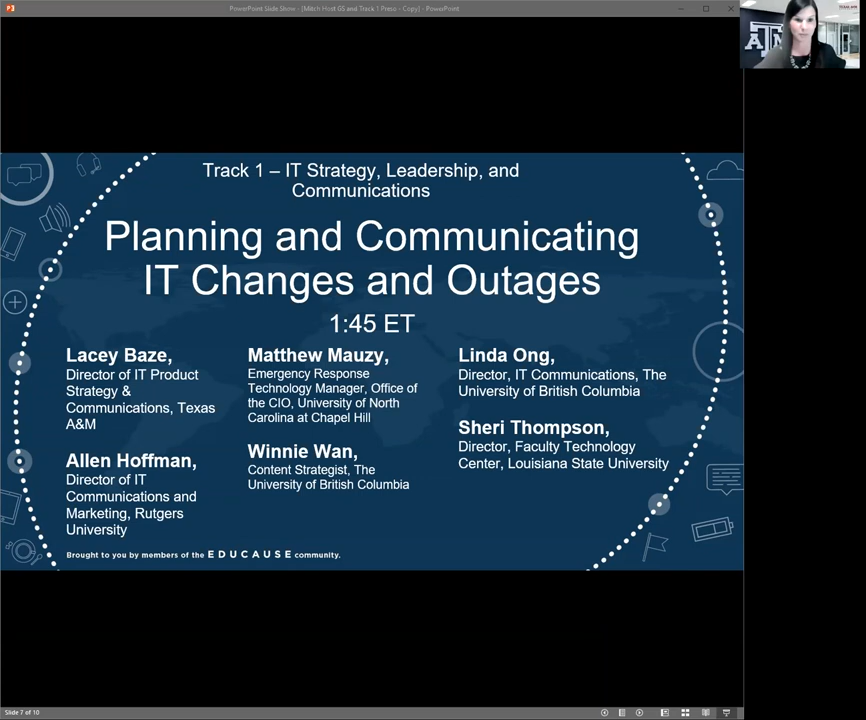 PowerPoint Slide Show - [Mitch Host GS and Track 1 Preso - Copy] - PowerPoint
Track 1 – IT Strategy, Leadership, and
Communications
Planning and Communicating
IT Changes and Outages
1:45 ET
Lacey Baze,
Director of IT Product
Strategy &
Communications, Texas
A&M
Allen Hoffman,
Director of IT
Communications and
Marketing, Rutgers
University
Matthew Mauzy,
Emergency Response
Technology Manager, Office of
the CIO, University of North
Carolina at Chapel Hill
Winnie Wan,
Content Strategist, The
University of British Columbia
Linda Ong,
Director, IT Communications, The
University of British Columbia
Sheri Thompson,
Director, Faculty Technology
Center, Louisiana State University
Brought to you by members of the EDUCAUSE community.
Slide 7 of 10
ATM